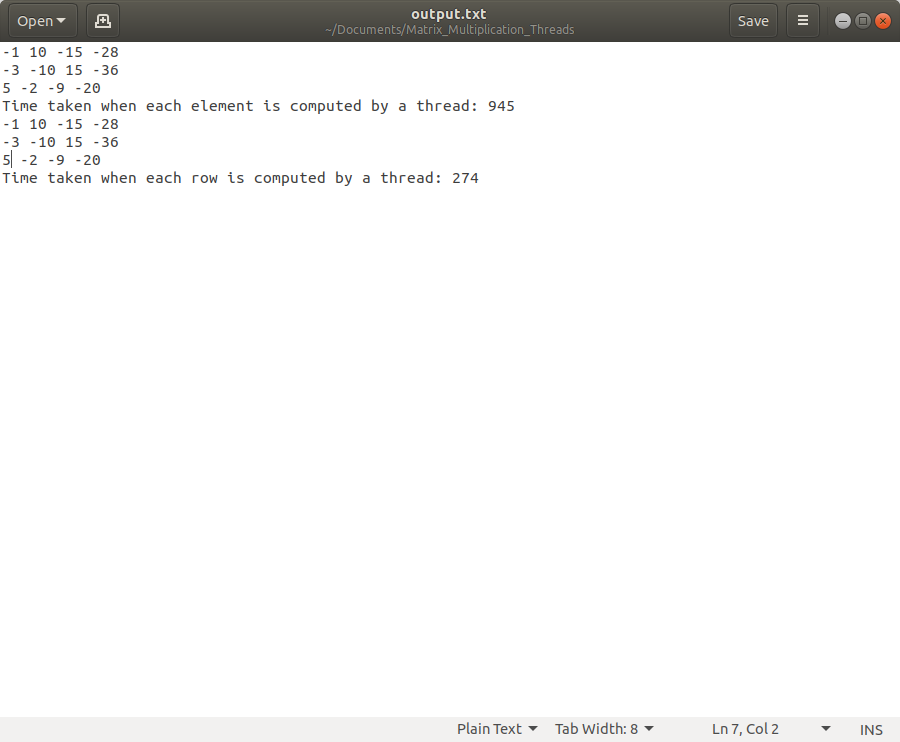 Open
output.txt
~/Documents/Matrix_Multiplication_Threads
Save
-1 10 -15 -28
-3 -10 15 -36
5 -2 -9 -20
Time taken when each element is computed by a thread: 945
-1 10 -15 -28
-3 -10 15 -36
5 -2 -9 -20
Time taken when each row is computed by a thread: 274
Plain Text Tab Width: 8 Ln 7, Col 2 INS